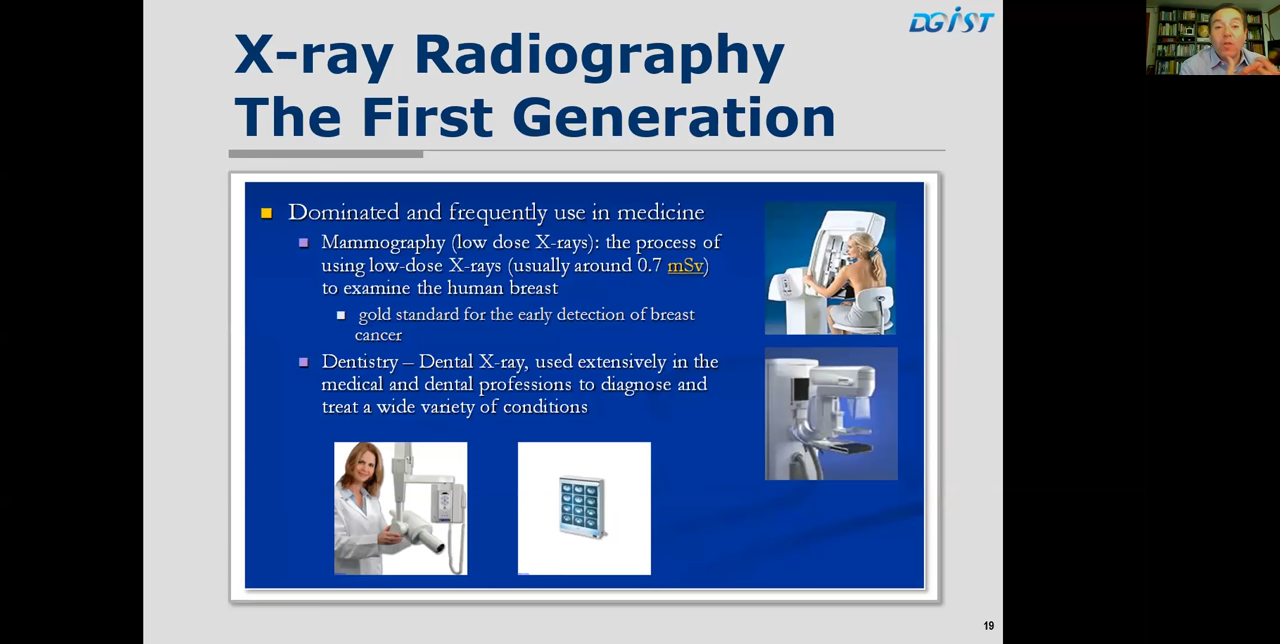 DGIST
X-ray Radiography
The First Generation
Dominated and frequently use in medicine
Mammography (low dose X-rays): the process of
using low-dose X-rays (usually around 0.7 mSv)
to examine the human breast
gold standard for the early detection of breast
cancer
Dentistry – Dental X-ray, used extensively in the
medical and dental professions to diagnose and
treat a wide variety of conditions
19